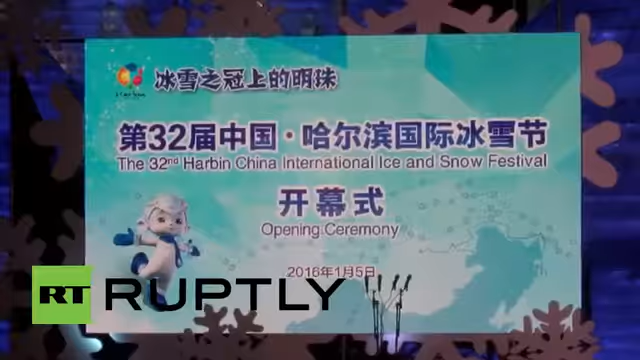 冰雪之冠上的明珠
第32届中国·哈尔滨国际冰雪节
The 32nd Harbin China International Ice and Snow Festival
开幕式
Opening Ceremony
2016年1月5日
RT RUPTLY